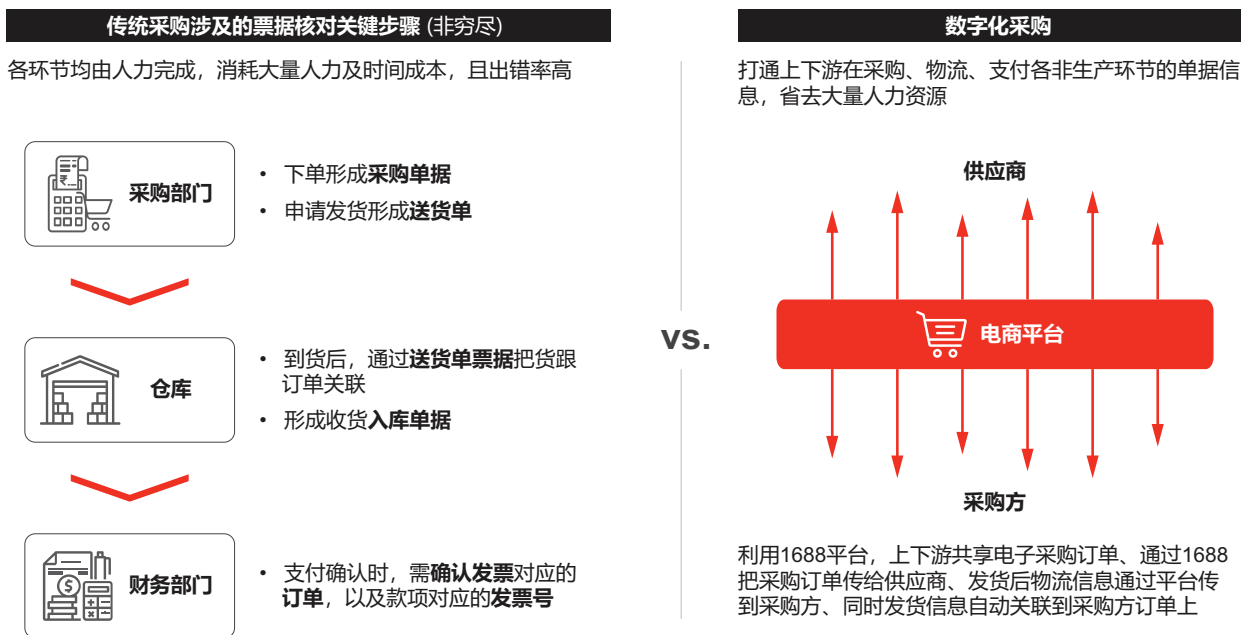 传统采购涉及的票据核对关键步骤 (非穷尽)
各环节均由人力完成，消耗大量人力及时间成本，且出错率高
采购部门
• 下单形成采购单据
• 申请发货形成送货单
仓库
• 到货后，通过送货单票据把货跟
订单关联
• 形成收货入库单据
财务部门
• 支付确认时，需确认发票对应的
订单，以及款项对应的发票号
vs.
数字化采购
打通上下游在采购、物流、支付各非生产环节的单据信
息，省去大量人力资源
供应商
电商平台
采购方
利用1688平台，上下游共享电子采购订单、通过1688
把采购订单传给供应商、发货后物流信息通过平台传
到采购方、同时发货信息自动关联到采购方订单上